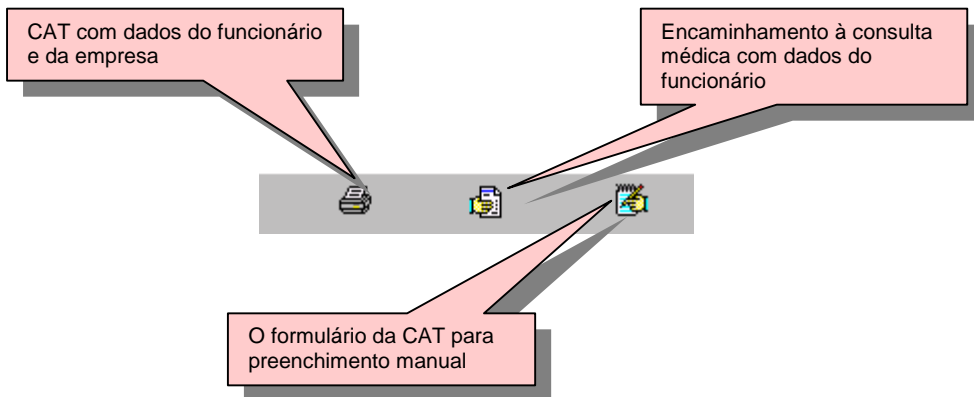 CAT com dados do funcionário
e da empresa
Encaminhamento à consulta
médica com dados do
funcionário
O formulário da CAT para
preenchimento manual